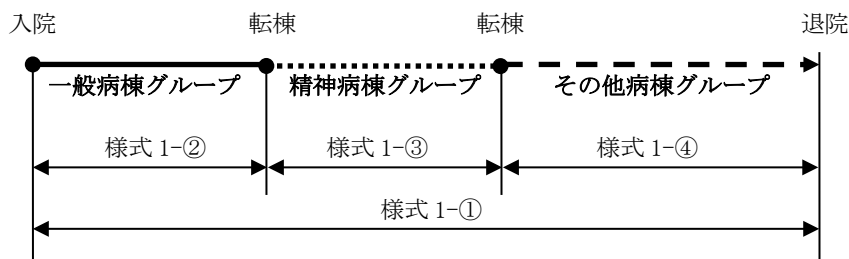 入院 転棟 転棟 退院
一般病棟グループ 精神病棟グループ その他病棟グループ
様式 1-② 様式 1-③ 様式 1-④
様式 1-①